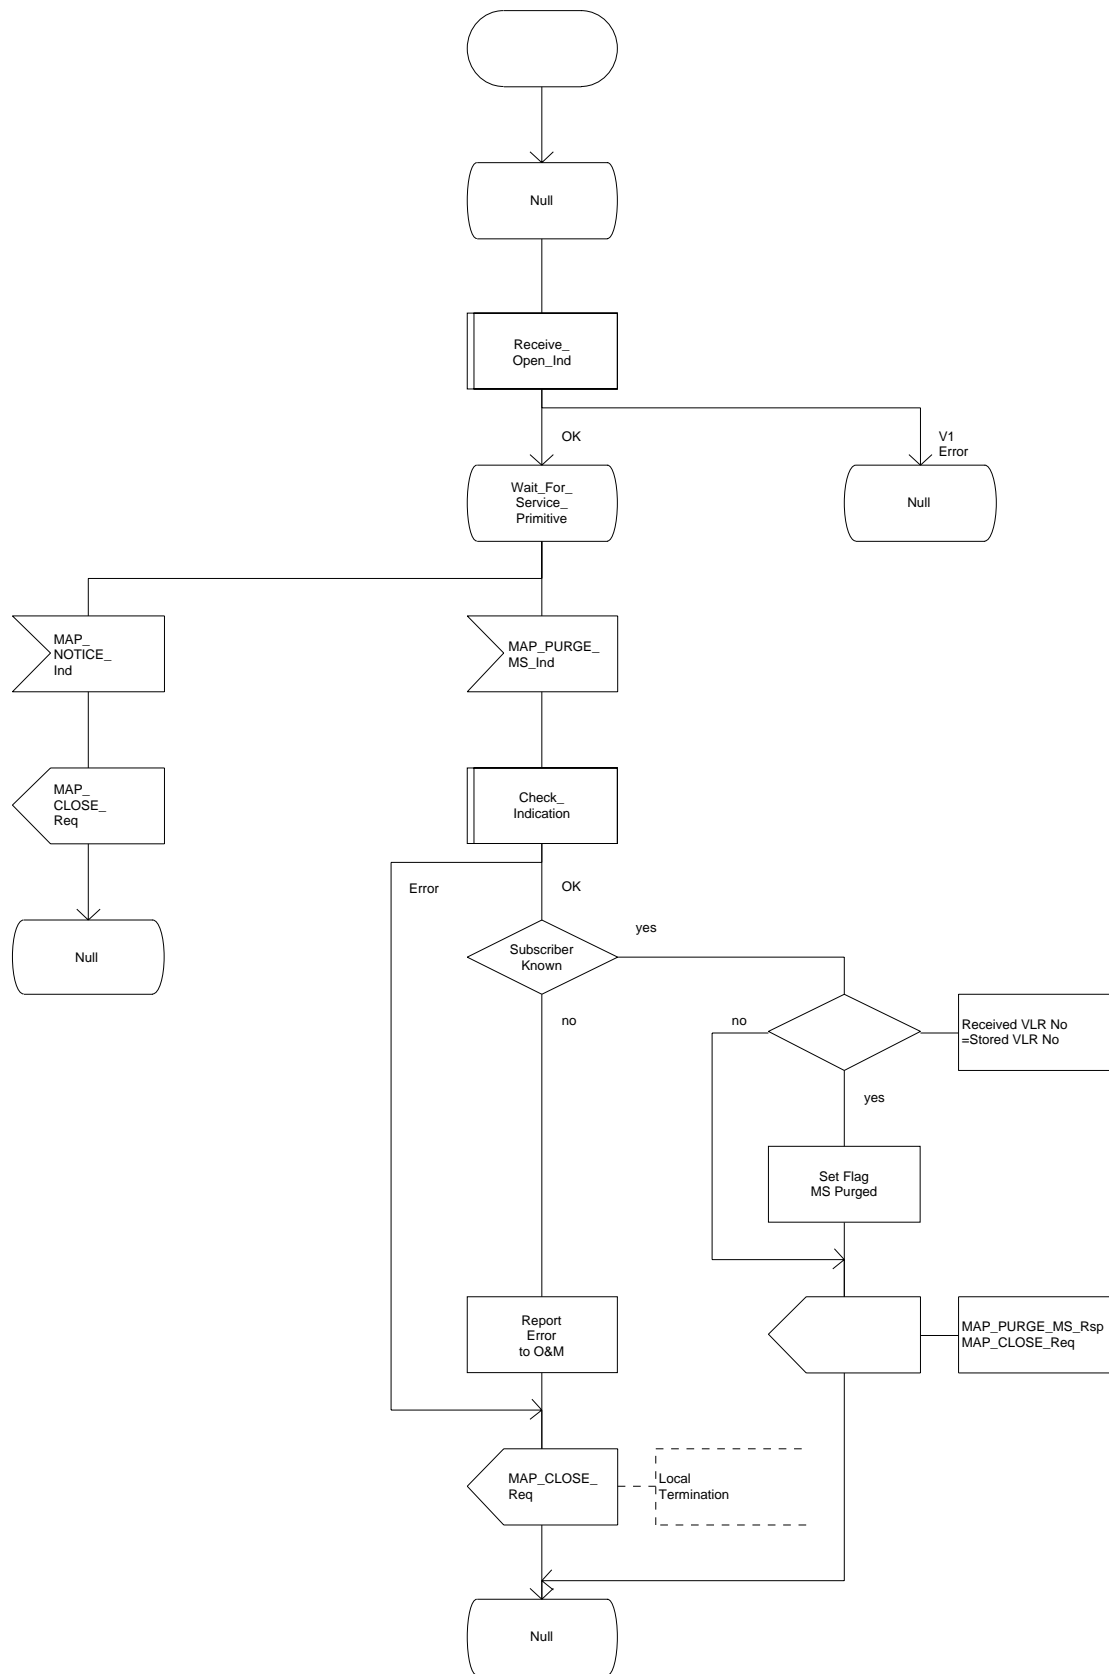 Null
Receive_
Open_Ind
OK
V1
Error
Wait_For_
Service_
Primitive
Null
MAP_
NOTICE_
Ind
MAP_PURGE_
MS_Ind
MAP_
CLOSE_
Req
Check_
Indication
Error
OK
Subscriber
Known
yes
Null
no
no
Received VLR No
=Stored VLR No
yes
Set Flag
MS Purged
Report
Error
to O&M
MAP_PURGE_MS_Rsp
MAP_CLOSE_Req
MAP_CLOSE_
Req
Local
Termination
Null